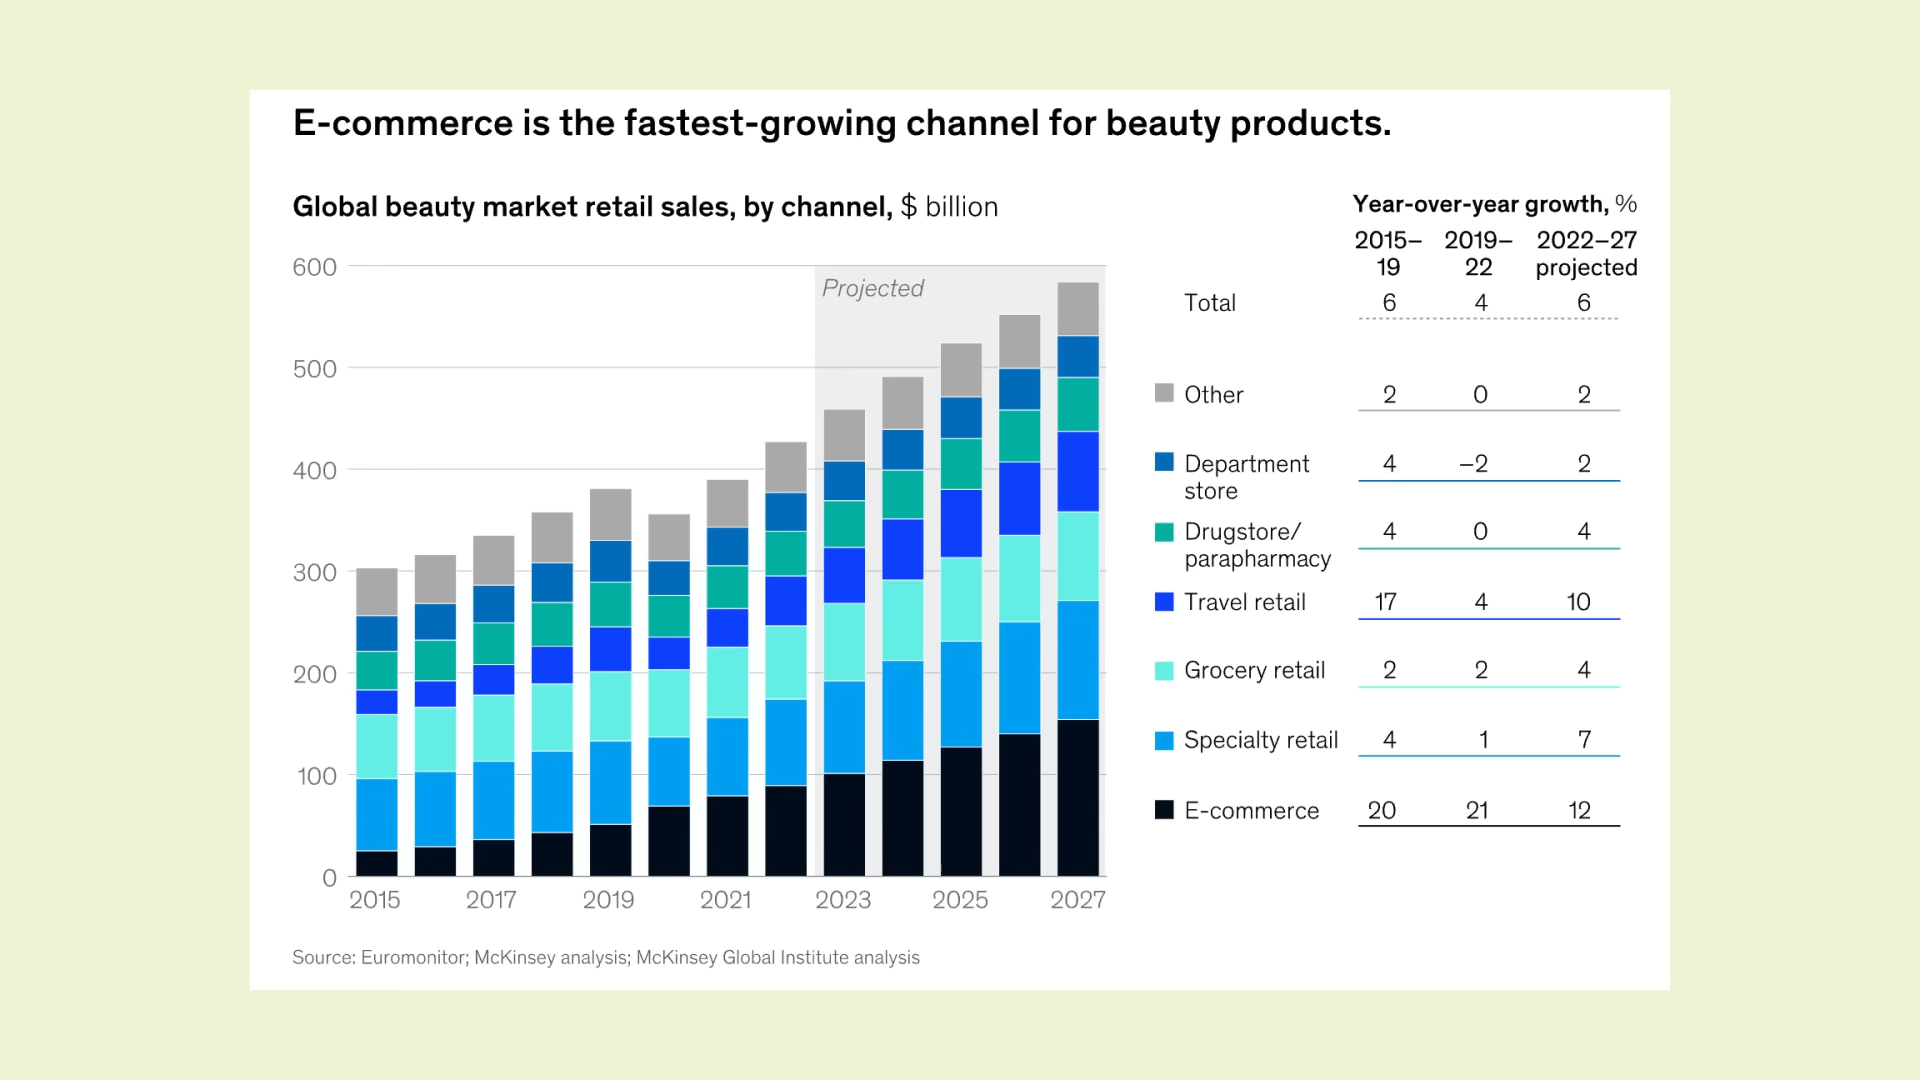 E-commerce is the fastest-growing channel for beauty products.
Global beauty market retail sales, by channel, $ billion
600
500
400
300
200
100
0
Projected
2015
2017
2019
2021
2023
2025
2027
Year-over-year growth, %
2015– 2019– 2022–27
19 22 projected
Total 6 4 6
Other 2 0 2
Department 4 –2 2
store
Drugstore/ 4 0 4
parapharmacy
Travel retail 17 4 10
Grocery retail 2 2 4
Specialty retail 4 1 7
E-commerce 20 21 12
Source: Euromonitor; McKinsey analysis; McKinsey Global Institute analysis